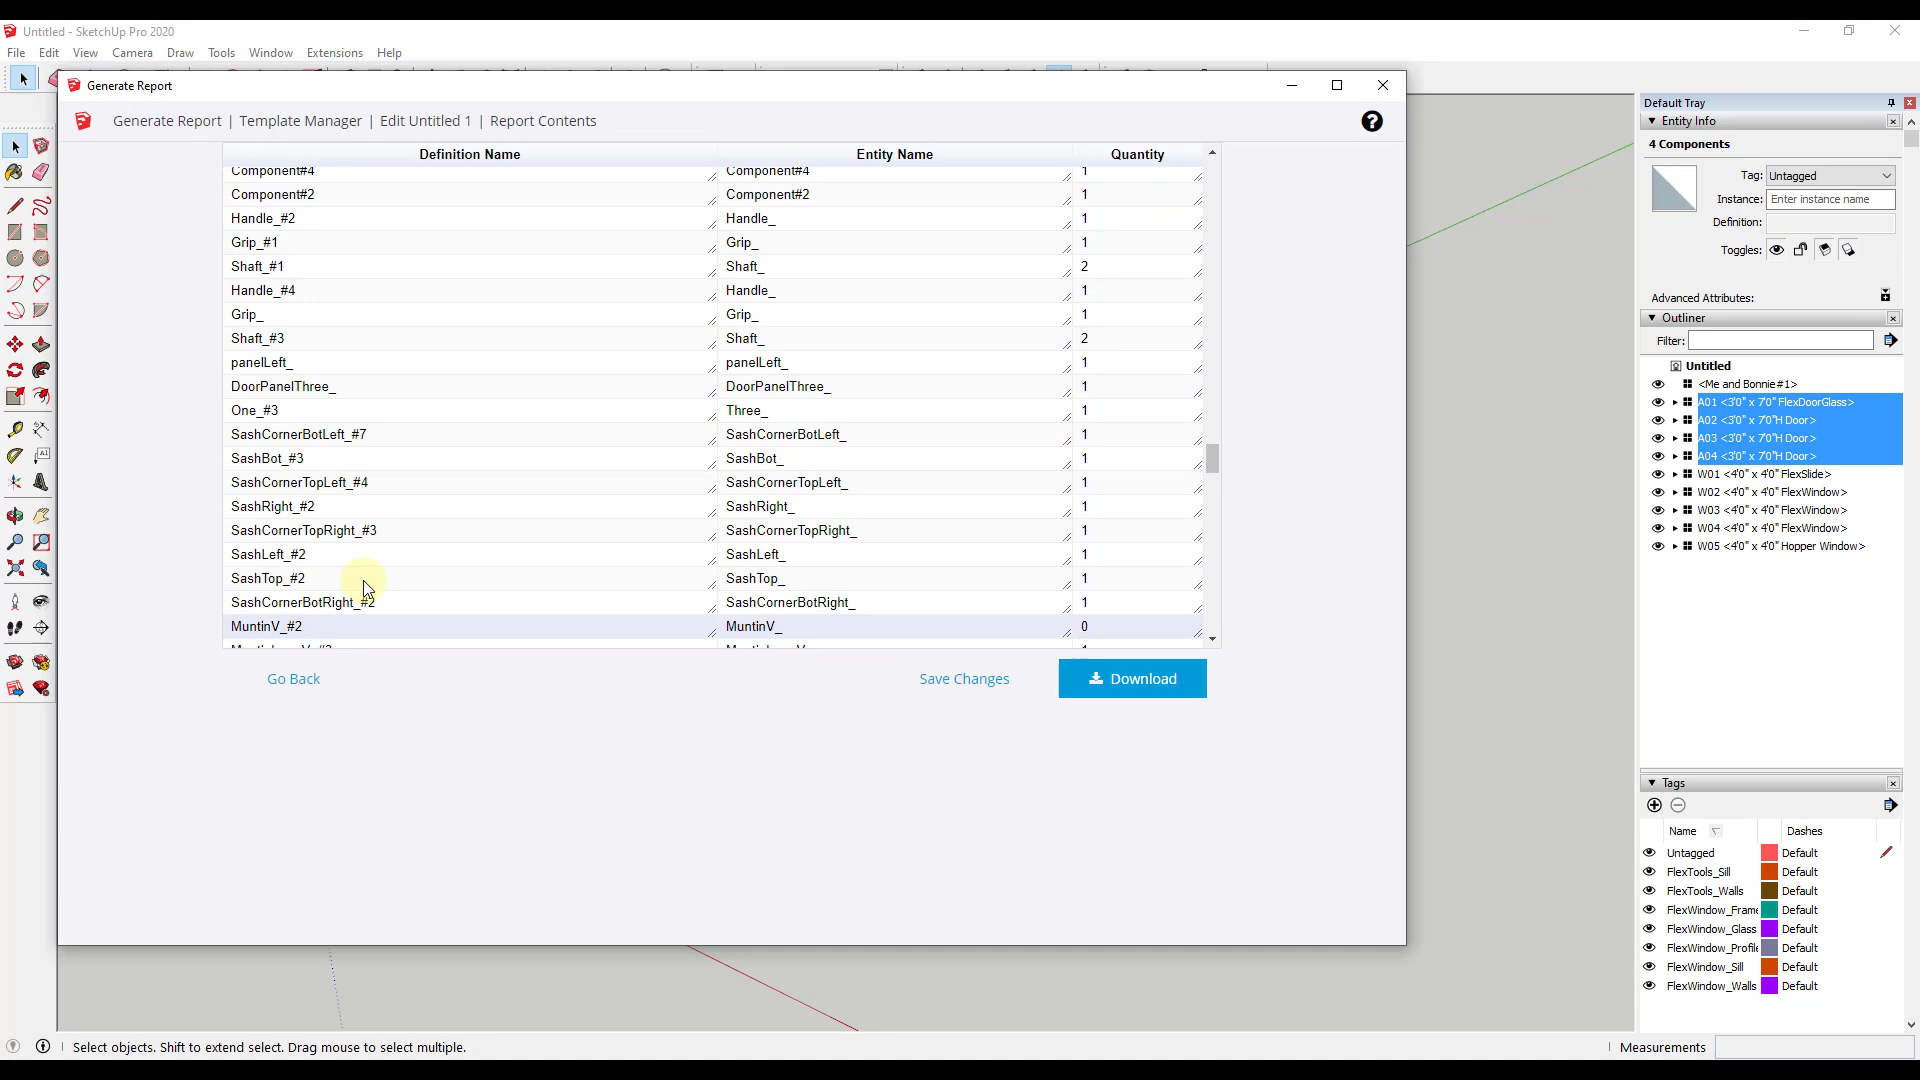 Untitled - SketchUp Pro 2020
File Edit View Camera Draw Tools Window Extensions Help
Generate Report
Generate Report | Template Manager | Edit Untitled 1 | Report Contents
?
Definition Name Entity Name Quantity
Component#4 Component#4 1
Component#2 Component#2 1
Handle_#2 Handle_ 1
Grip_#1 Grip_ 1
Shaft_#1 Shaft_ 2
Handle_#4 Handle_ 1
Grip_ Grip_ 1
Shaft_#3 Shaft_ 2
panelLeft_ panelLeft_ 1
DoorPanelThree_ DoorPanelThree_ 1
One_#3 Three_ 1
SashCornerBotLeft_#7 SashCornerBotLeft_ 1
SashBot_#3 SashBot_ 1
SashCornerTopLeft_#4 SashCornerTopLeft_ 1
SashRight_#2 SashRight_ 1
SashCornerTopRight_#3 SashCornerTopRight_ 1
SashLeft_#2 SashLeft_ 1
SashTop_#2 SashTop_ 1
SashCornerBotRight_#2 SashCornerBotRight_ 1
MuntinV_#2 MuntinV_ 0
Go Back Save Changes Download
Default Tray
Entity Info
4 Components
Tag: Untagged
Instance: Enter instance name
Definition:
Toggles:
Advanced Attributes:
Outliner
Filter:
Untitled
<Me and Bonnie#1>
A01 <3'0" x 7'0" FlexDoorGlass>
A02 <3'0" x 7'0"H Door>
A03 <3'0" x 7'0"H Door>
A04 <3'0" x 7'0"H Door>
W01 <4'0" x 4'0" FlexSlide>
W02 <4'0" x 4'0" FlexWindow>
W03 <4'0" x 4'0" FlexWindow>
W04 <4'0" x 4'0" FlexWindow>
W05 <4'0" x 4'0" Hopper Window>
Tags
Name Dashes
Untagged Default
FlexTools_Sill Default
FlexTools_Walls Default
FlexWindow_Frame Default
FlexWindow_Glass Default
FlexWindow_Profile Default
FlexWindow_Sill Default
FlexWindow_Walls Default
Select objects. Shift to extend select. Drag mouse to select multiple.
Measurements